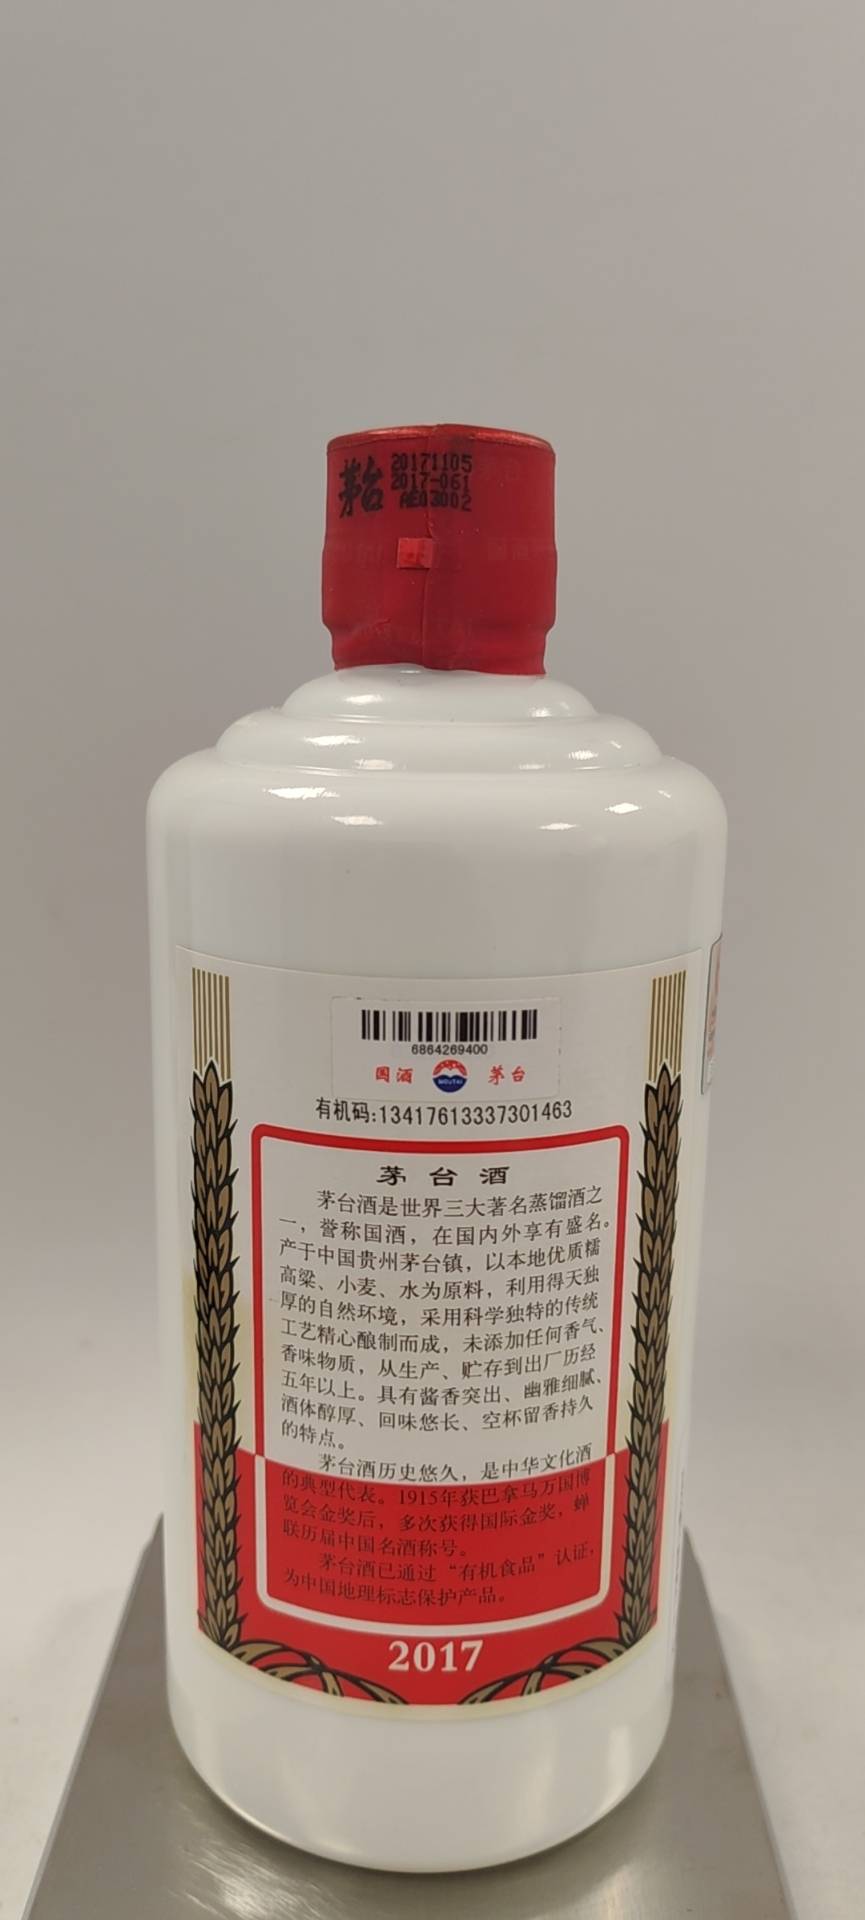 茅台
20171105
2017-061
AE03002
6864269400
国酒
MOUTAI
茅台
有机码:13417613337301463
茅台酒
茅台酒是世界三大著名蒸馏酒之
一，誉称国酒，在国内外享有盛名。
产于中国贵州茅台镇，以本地优质糯
高粱、小麦、水为原料，利用得天独
厚的自然环境，采用科学独特的传统
工艺精心酿制而成，未添加任何香气、
香味物质，从生产、贮存到出厂历经
五年以上。具有酱香突出、幽雅细腻、
酒体醇厚、回味悠长、空杯留香持久
的特点。
茅台酒历史悠久，是中华文化酒
的典型代表。1915年获巴拿马万国博
览会金奖后，多次获得国际金奖，蝉
联历届中国名酒称号。
茅台酒已通过“有机食品”认证，
为中国地理标志保护产品。
2017